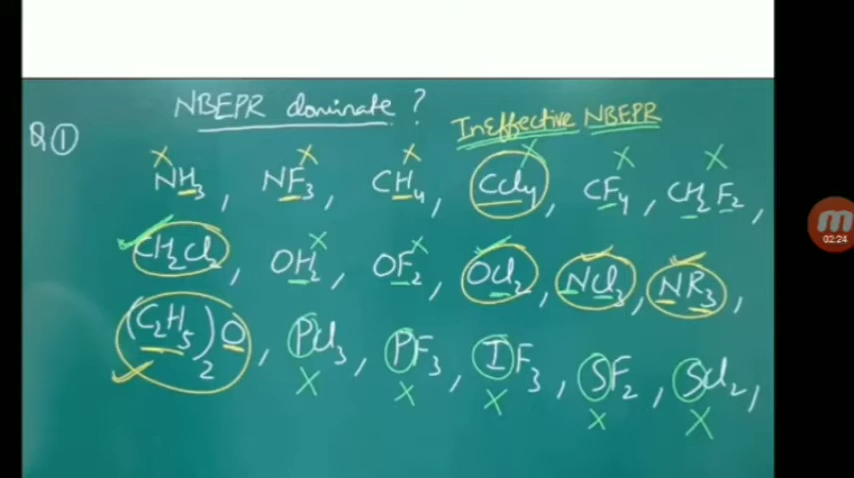 NBEPR dominate ?
Ineffective NBEPR
Q ①
NH₃ , NF₃ , CH₄ , CCl₄ , CF₄ , CH₂F₂ ,
CH₂Cl₂ , OH₂ , OF₂ , OCl₂ , NCl₃ , NR₃ ,
(C₂H₅)₂O , PCl₃ , PF₃ , IF₃ , SF₂ , SCl₂ ,
02:24